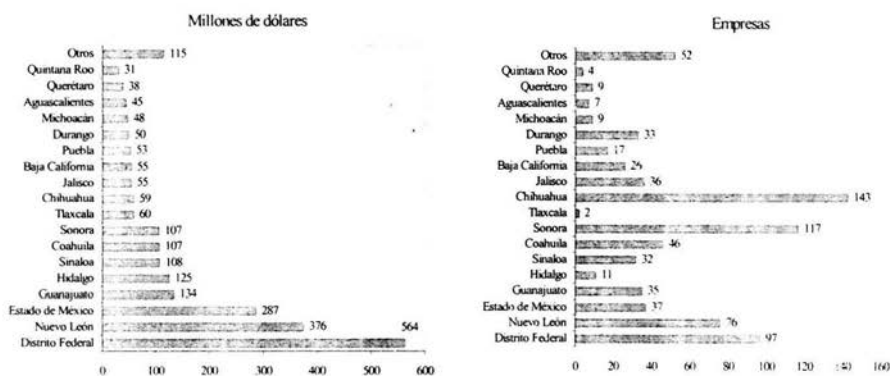 Millones de dólares
Otros 115
Quintana Roo 31
Querétaro 38
Aguascalientes 45
Michoacán 48
Durango 50
Puebla 53
Baja California 55
Jalisco 55
Chihuahua 59
Tlaxcala 60
Sonora 107
Coahuila 107
Sinaloa 108
Hidalgo 125
Guanajuato 134
Estado de México 287
Nuevo León 376
Distrito Federal 564
0 100 200 300 400 500 600
Empresas
Otros 52
Quintana Roo 4
Querétaro 9
Aguascalientes 7
Michoacán 9
Durango 33
Puebla 17
Baja California 26
Jalisco 36
Chihuahua 143
Tlaxcala 2
Sonora 117
Coahuila 46
Sinaloa 32
Hidalgo 11
Guanajuato 35
Estado de México 37
Nuevo León 76
Distrito Federal 97
0 20 40 60 80 100 120 140 160